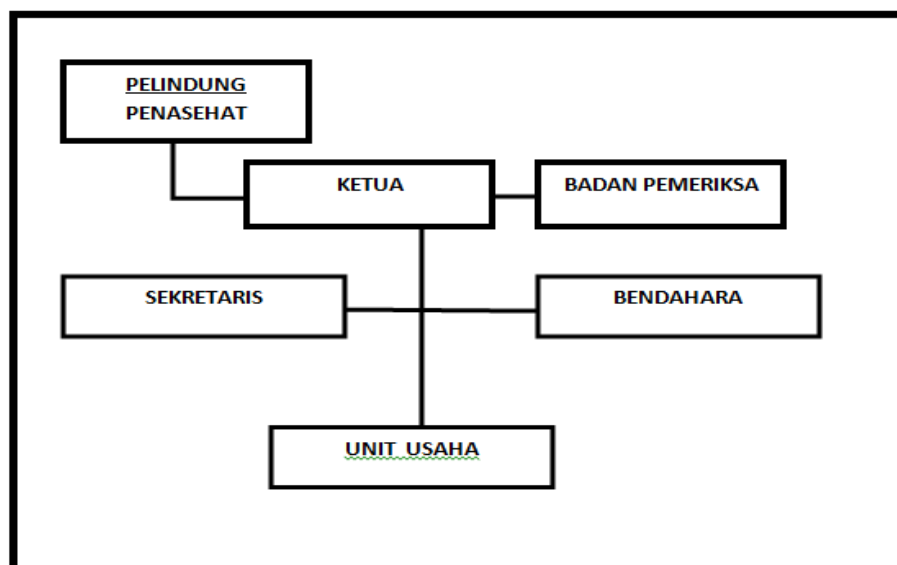 PELINDUNG
PENASEHAT
KETUA
BADAN PEMERIKSA
SEKRETARIS
BENDAHARA
UNIT USAHA